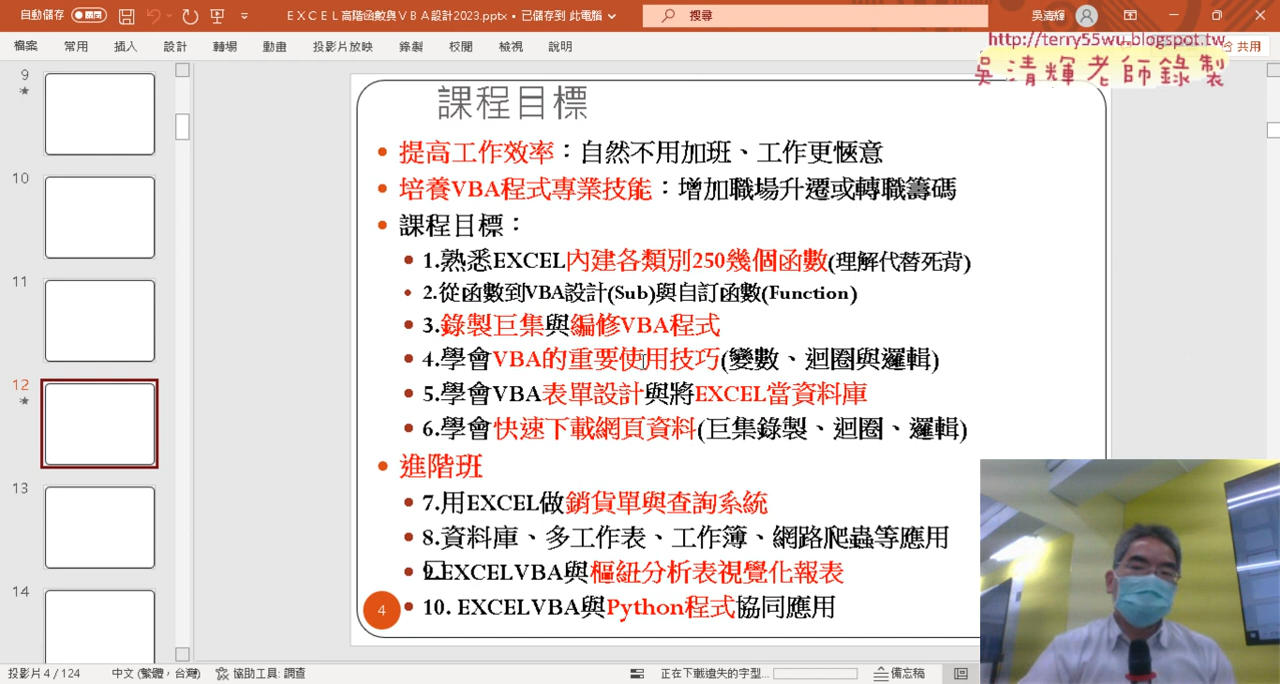 自動儲存 關閉 ＥＸＣＥＬ高階函數與ＶＢＡ設計2023.pptx • 已儲存到 此電腦 搜尋 吳清輝
檔案 常用 插入 設計 轉場 動畫 投影片放映 錄製 校閱 檢視 說明 共用
http://terry55wu.blogspot.tw
吳清輝老師錄製
9
10
11
12
13
14
課程目標
• 提高工作效率：自然不用加班、工作更愜意
• 培養VBA程式專業技能：增加職場升遷或轉職籌碼
• 課程目標：
• 1.熟悉EXCEL內建各類別250幾個函數(理解代替死背)
• 2.從函數到VBA設計(Sub)與自訂函數(Function)
• 3.錄製巨集與編修VBA程式
• 4.學會VBA的重要使用技巧(變數、迴圈與邏輯)
• 5.學會VBA表單設計與將EXCEL當資料庫
• 6.學會快速下載網頁資料(巨集錄製、迴圈、邏輯)
• 進階班
• 7.用EXCEL做銷貨單與查詢系統
• 8.資料庫、多工作表、工作簿、網路爬蟲等應用
• 9.EXCELVBA與樞紐分析表視覺化報表
• 10. EXCELVBA與Python程式協同應用
4
投影片 4 / 124 中文 (繁體，台灣) 協助工具: 調查 正在下載遺失的字型... 備忘稿